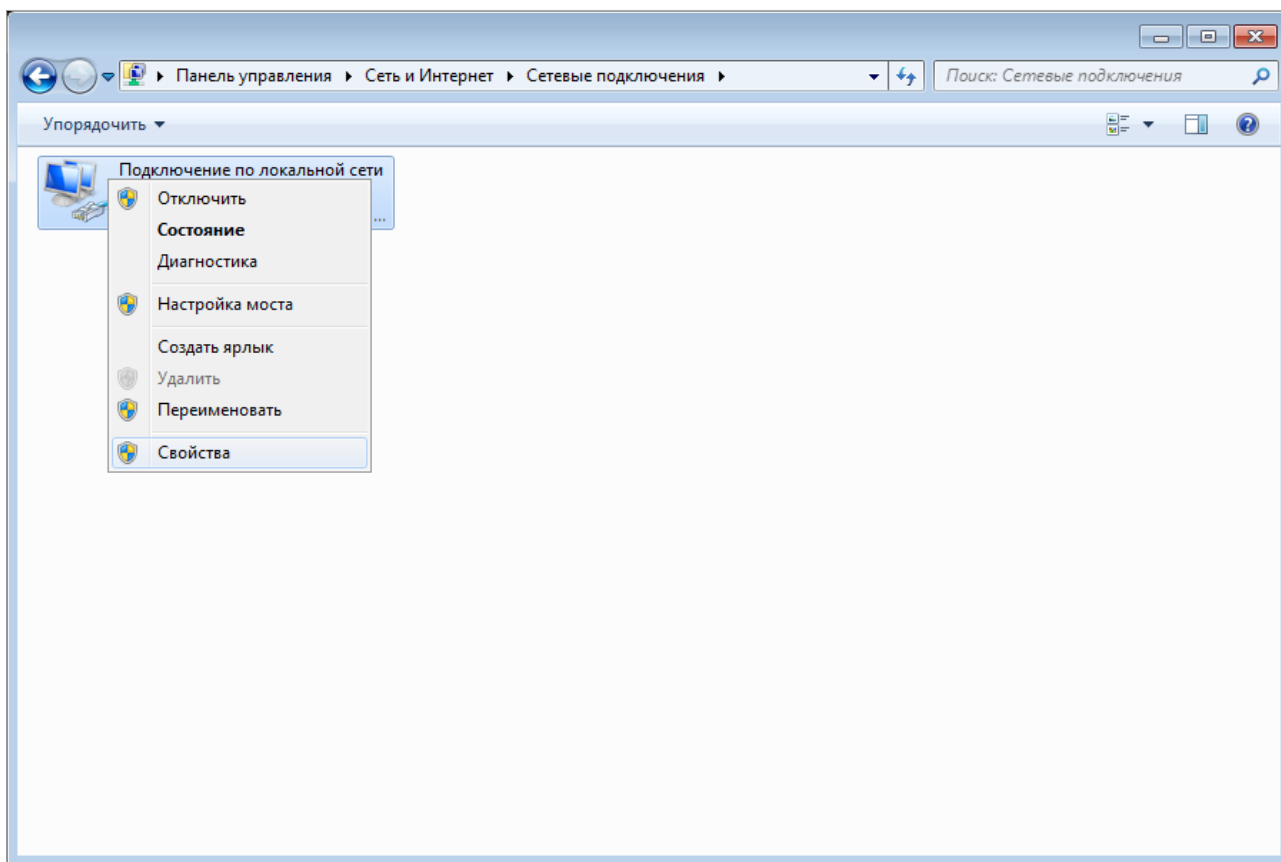 Панель управления Сеть и Интернет Сетевые подключения Поиск: Сетевые подключения
Упорядочить
Подключение по локальной сети
...
Отключить
Состояние
Диагностика
Настройка моста
Создать ярлык
Удалить
Переименовать
Свойства